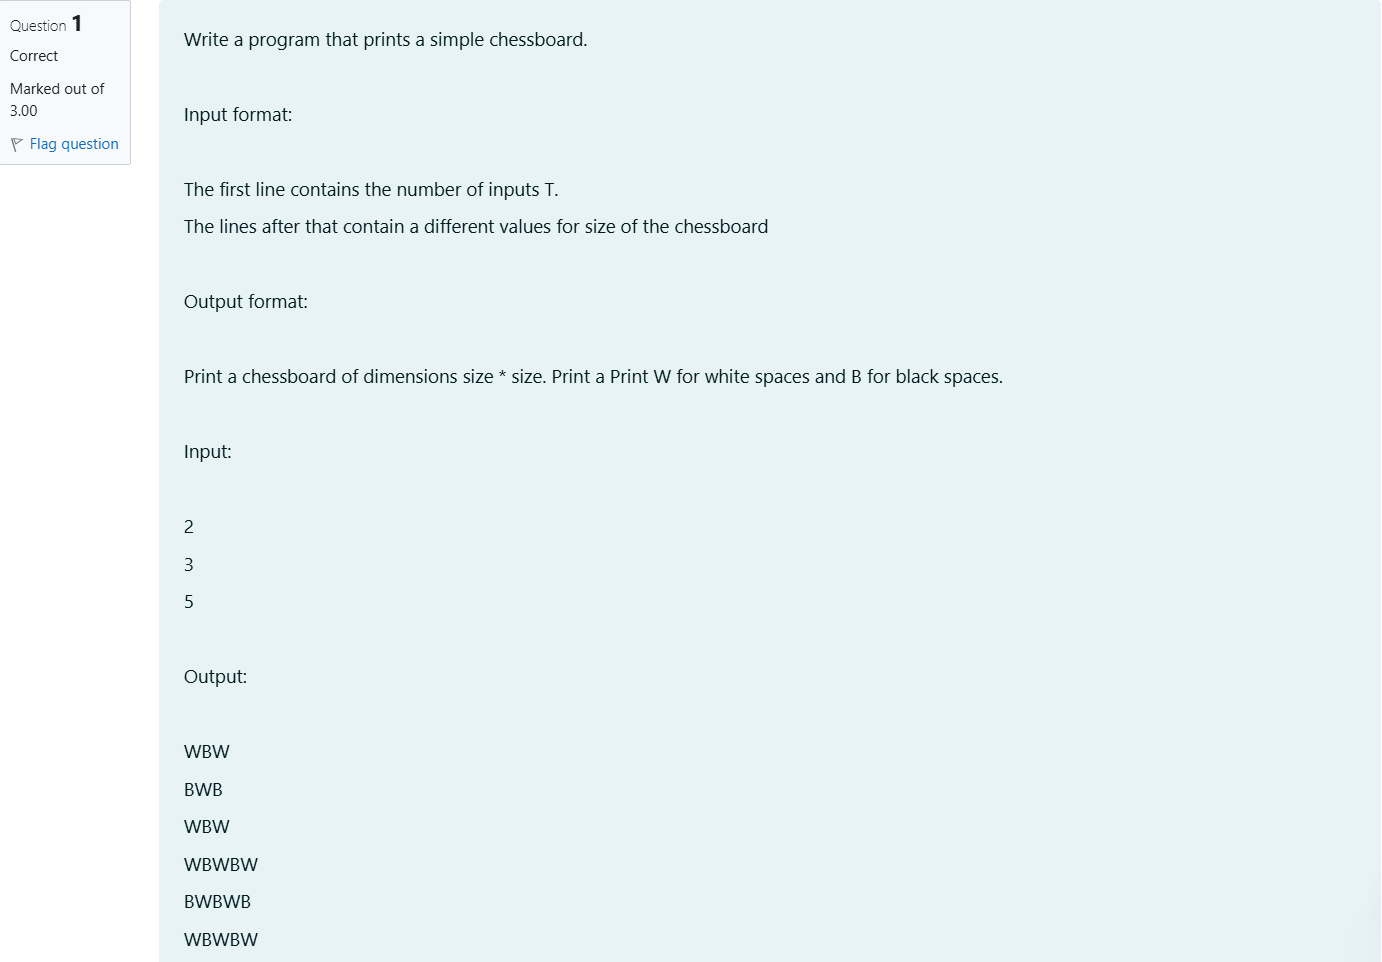 Question 1
Correct
Marked out of
3.00
Flag question
Write a program that prints a simple chessboard.
Input format:
The first line contains the number of inputs T.
The lines after that contain a different values for size of the chessboard
Output format:
Print a chessboard of dimensions size * size. Print a Print W for white spaces and B for black spaces.
Input:
2
3
5
Output:
WBW
BWB
WBW
WBWBW
BWBWB
WBWBW